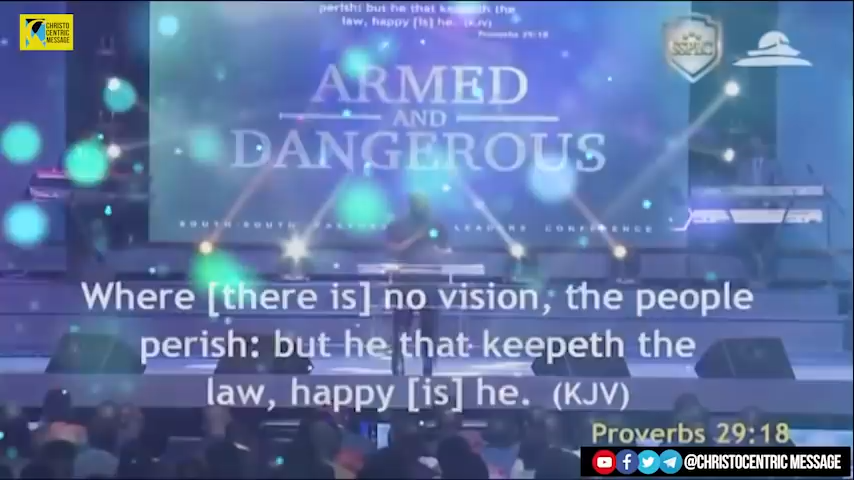 CHRISTO
CENTRIC
MESSAGE
perish: but he that keepeth the
law, happy [is] he. (KJV)
Proverbs 29:18
SSPLC
ARMED
AND
DANGEROUS
SOUTH-SOUTH PASTORS LEADERS CONFERENCE
Where [there is] no vision, the people
perish: but he that keepeth the
law, happy [is] he. (KJV)
Proverbs 29:18
@CHRISTOCENTRIC MESSAGE